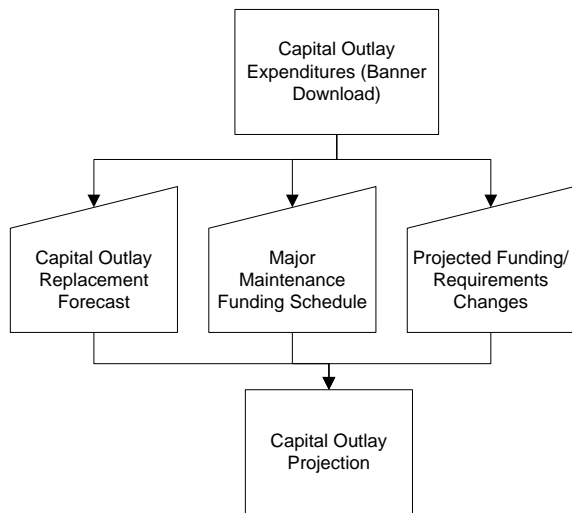 Capital Outlay
Expenditures (Banner
Download)
Capital Outlay
Replacement
Forecast
Major
Maintenance
Funding Schedule
Projected Funding/
Requirements
Changes
Capital Outlay
Projection